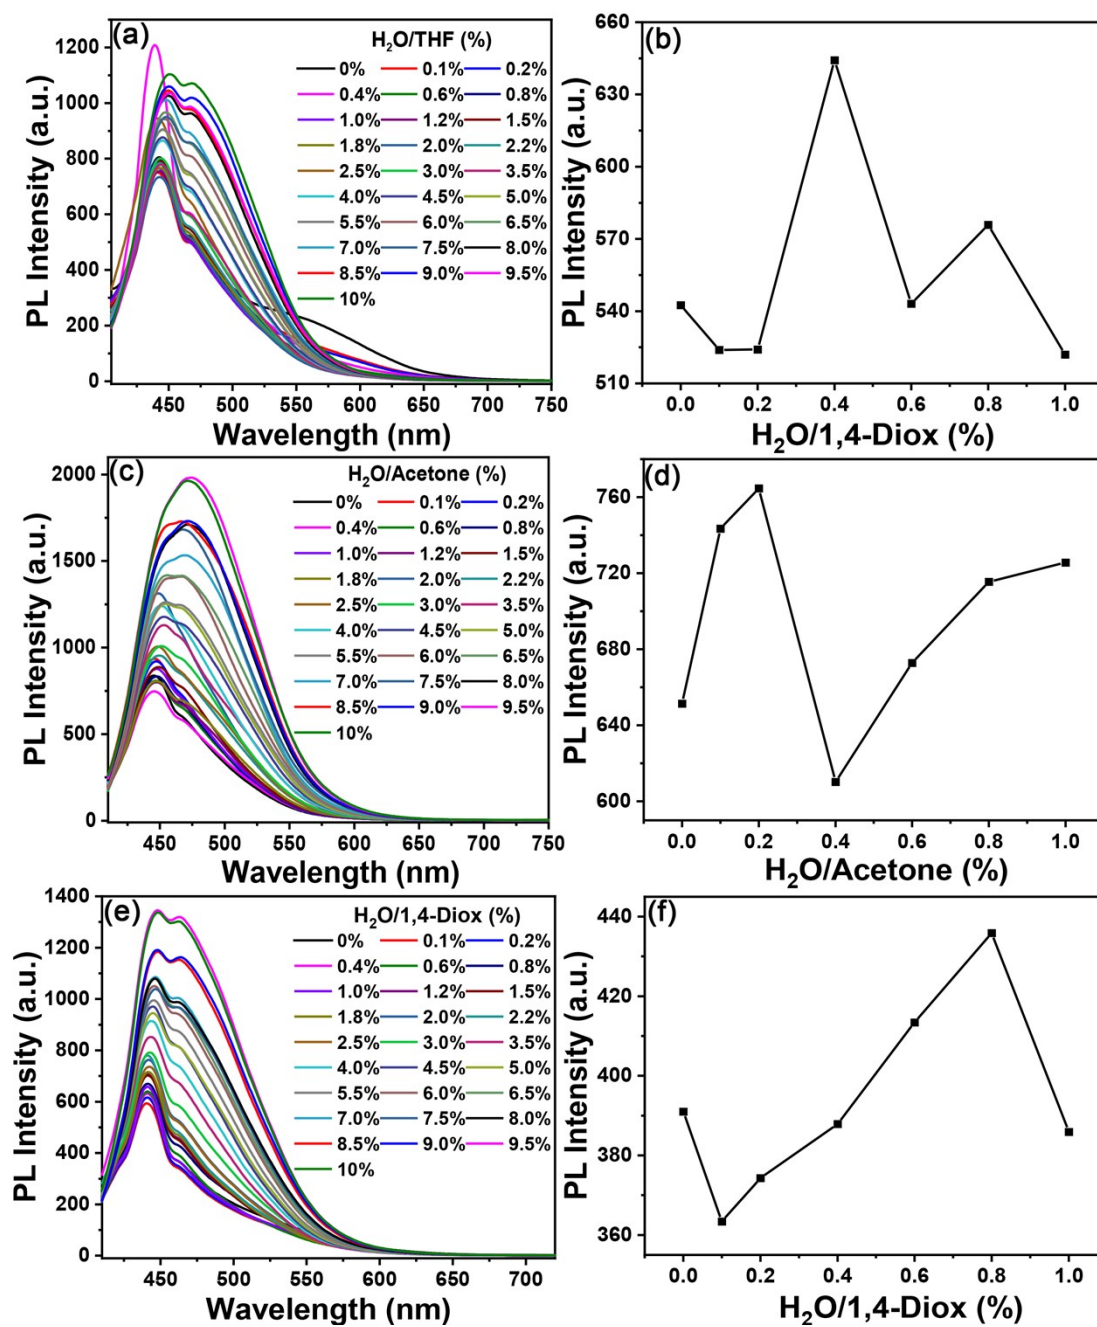 (a)
H₂O/THF (%)
0% 0.1% 0.2%
0.4% 0.6% 0.8%
1.0% 1.2% 1.5%
1.8% 2.0% 2.2%
2.5% 3.0% 3.5%
4.0% 4.5% 5.0%
5.5% 6.0% 6.5%
7.0% 7.5% 8.0%
8.5% 9.0% 9.5%
10%
PL Intensity (a.u.)
1200
1000
800
600
400
200
0
450 500 550 600 650 700 750
Wavelength (nm)
(b)
PL Intensity (a.u.)
660
630
600
570
540
510
0.0 0.2 0.4 0.6 0.8 1.0
H₂O/1,4-Diox (%)
(c)
H₂O/Acetone (%)
0% 0.1% 0.2%
0.4% 0.6% 0.8%
1.0% 1.2% 1.5%
1.8% 2.0% 2.2%
2.5% 3.0% 3.5%
4.0% 4.5% 5.0%
5.5% 6.0% 6.5%
7.0% 7.5% 8.0%
8.5% 9.0% 9.5%
10%
PL Intensity (a.u.)
2000
1500
1000
500
0
450 500 550 600 650 700 750
Wavelength (nm)
(d)
PL Intensity (a.u.)
760
720
680
640
600
0.0 0.2 0.4 0.6 0.8 1.0
H₂O/Acetone (%)
(e)
H₂O/1,4-Diox (%)
0% 0.1% 0.2%
0.4% 0.6% 0.8%
1.0% 1.2% 1.5%
1.8% 2.0% 2.2%
2.5% 3.0% 3.5%
4.0% 4.5% 5.0%
5.5% 6.0% 6.5%
7.0% 7.5% 8.0%
8.5% 9.0% 9.5%
10%
PL Intensity (a.u.)
1400
1200
1000
800
600
400
200
0
450 500 550 600 650 700
Wavelength (nm)
(f)
PL Intensity (a.u.)
440
420
400
380
360
0.0 0.2 0.4 0.6 0.8 1.0
H₂O/1,4-Diox (%)